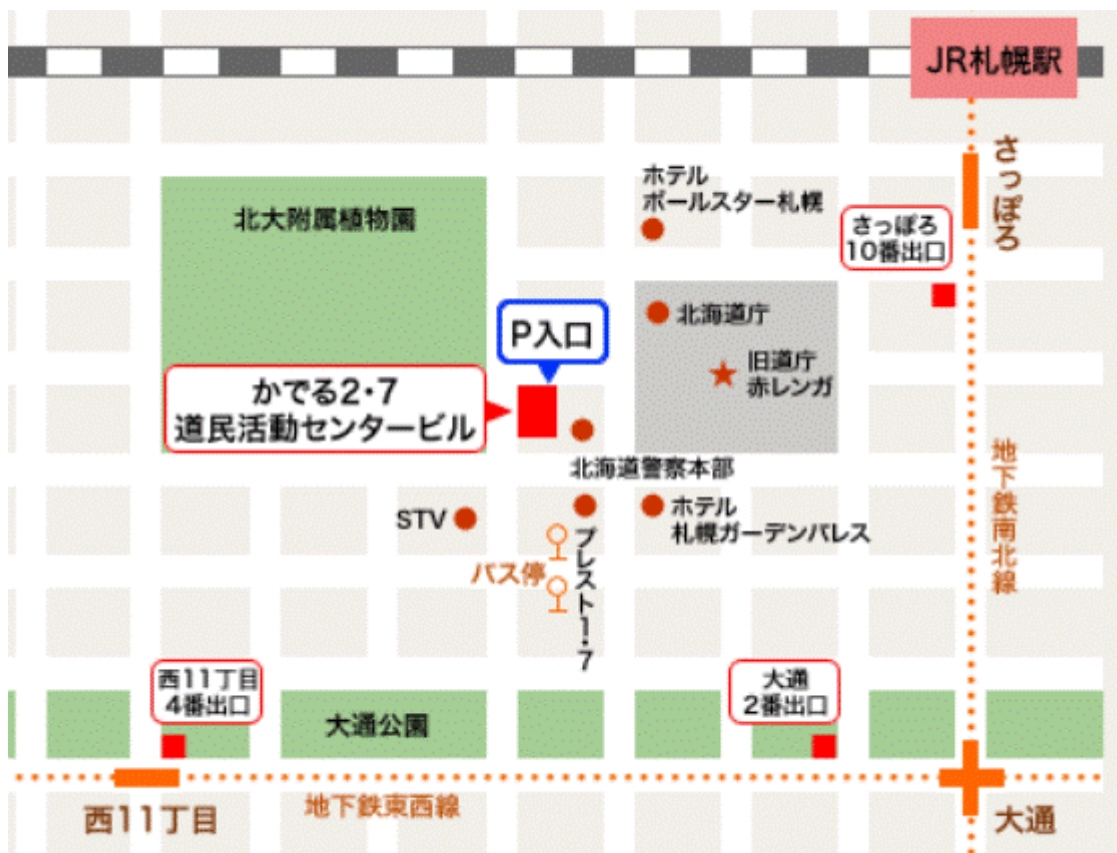 JR札幌駅
さっぽろ
ホテル
ポールスター札幌
さっぽろ
10番出口
北大附属植物園
P入口
北海道庁
旧道庁
赤レンガ
かでる2・7
道民活動センタービル
北海道警察本部
地下鉄南北線
STV
ホテル
札幌ガーデンパレス
バス停
プレスト1・7
西11丁目
4番出口
大通
2番出口
大通公園
地下鉄東西線
西11丁目
大通